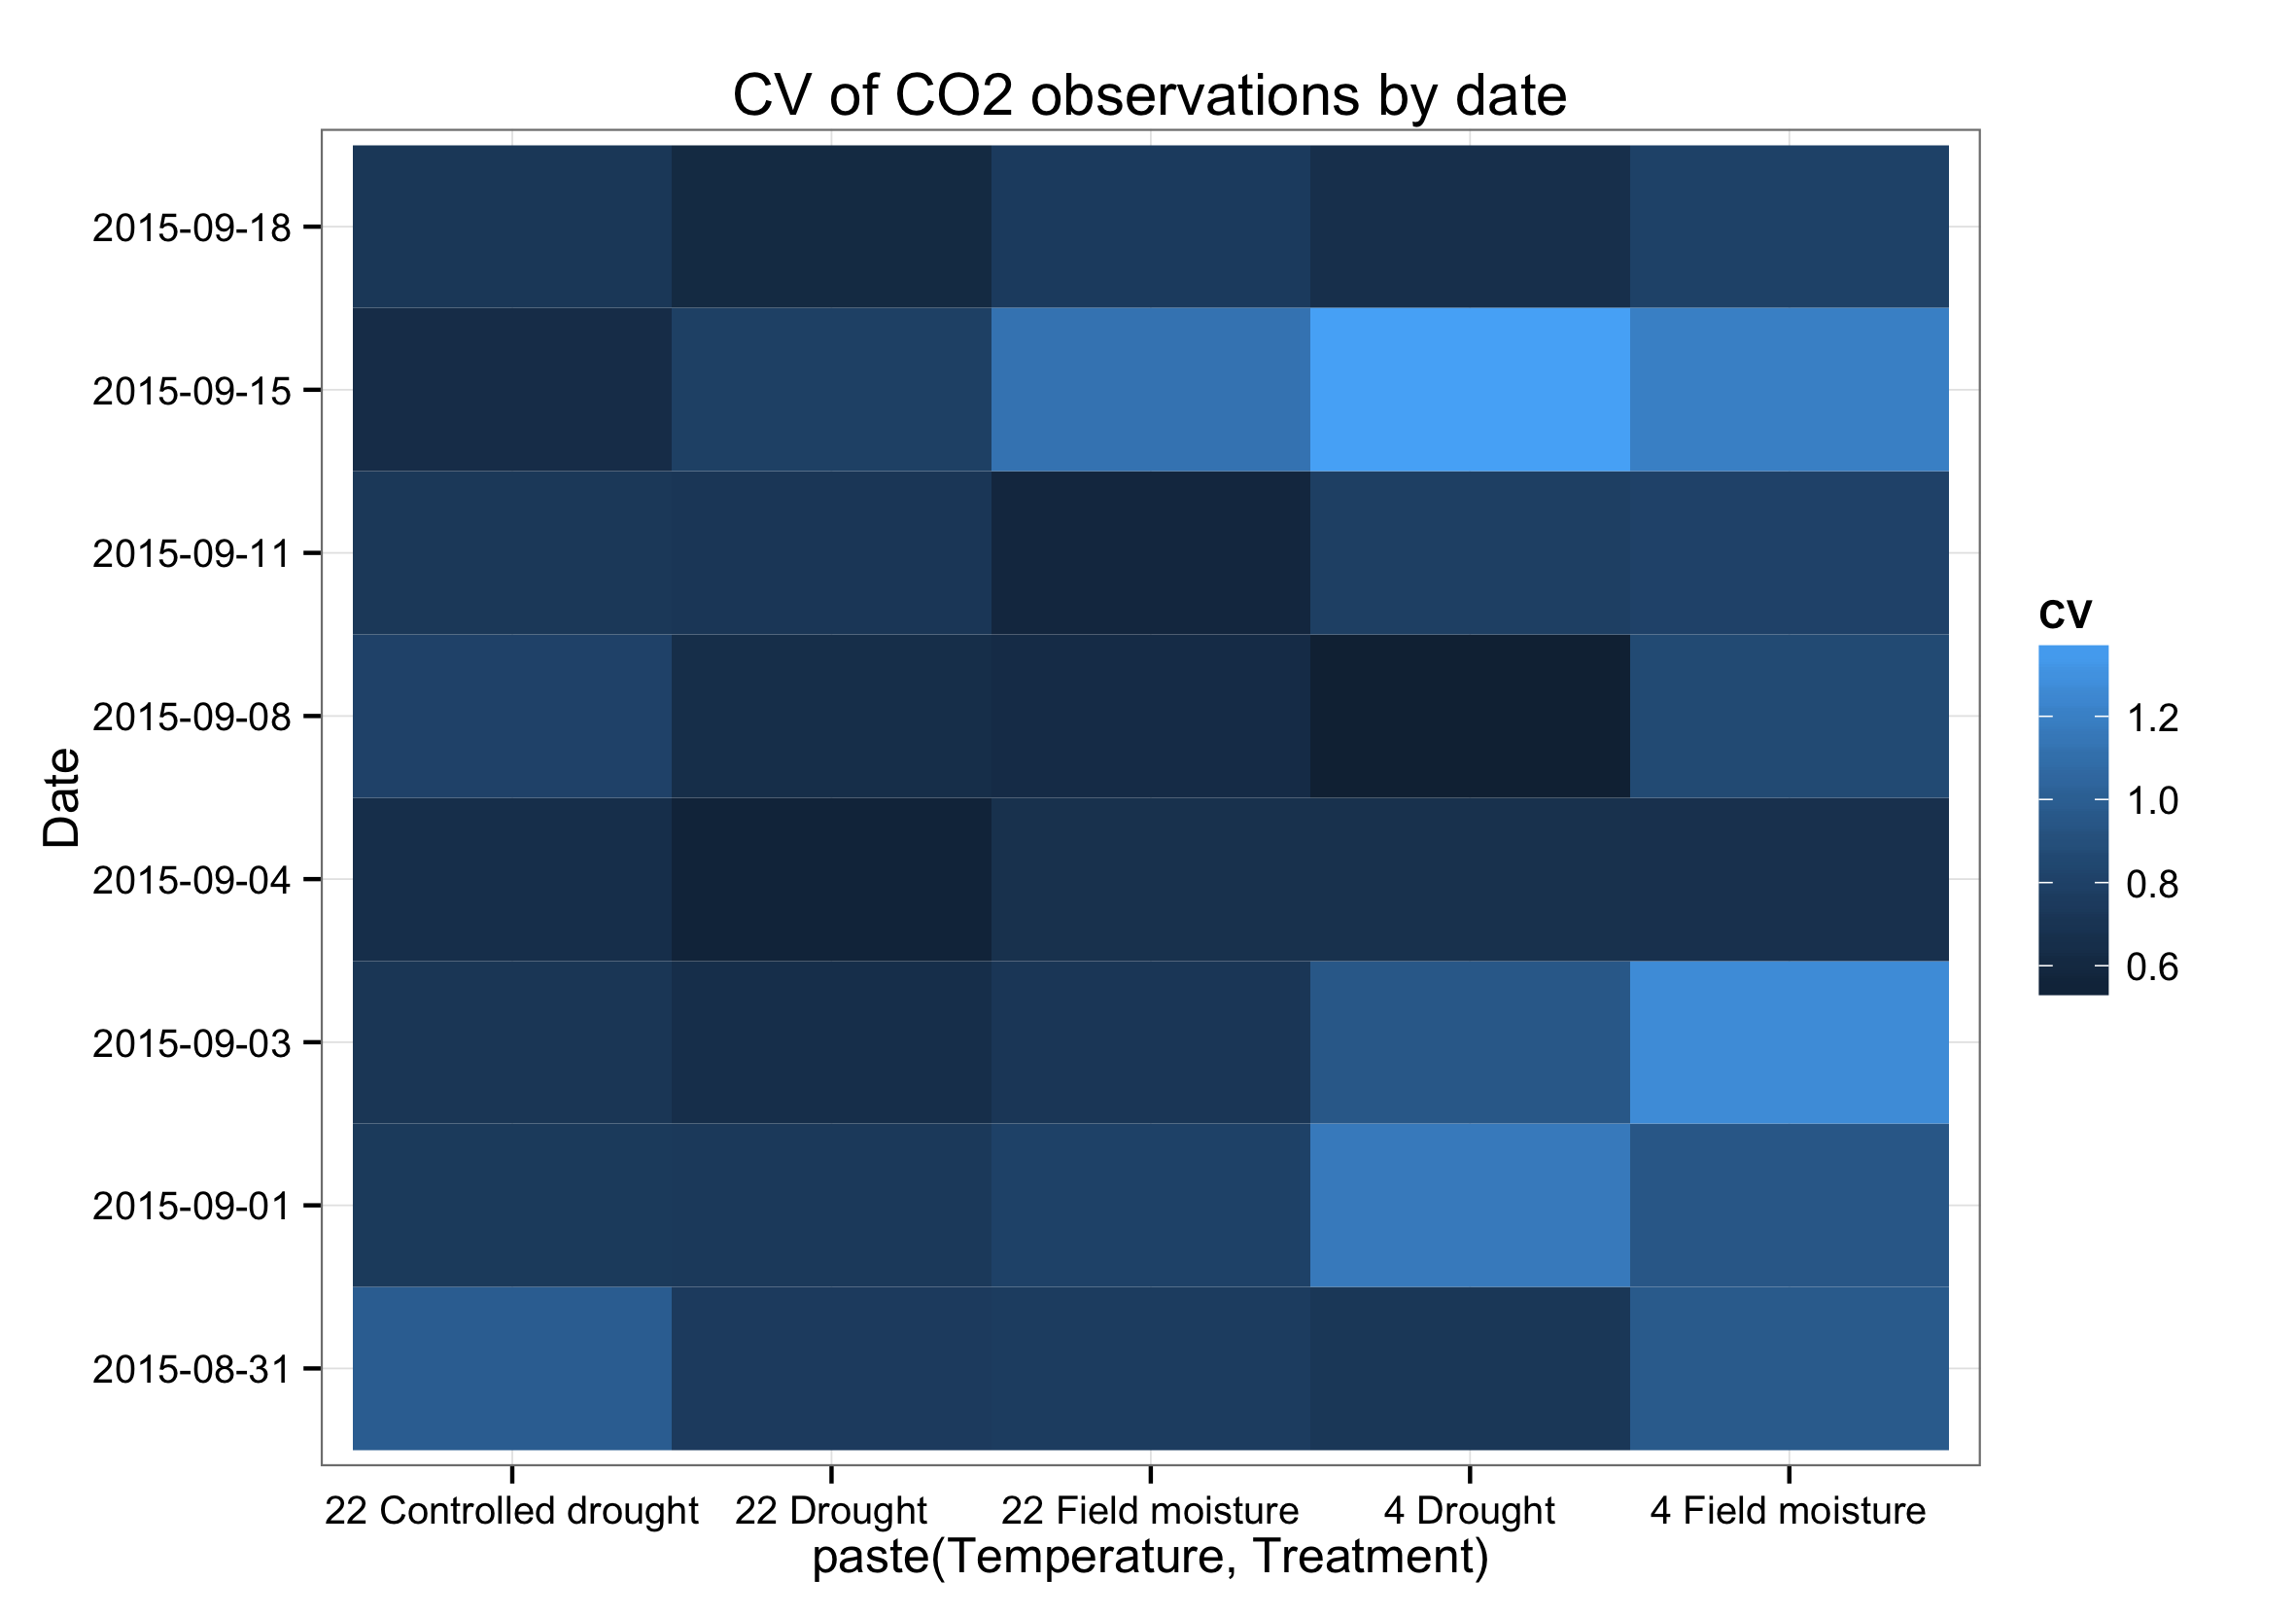 CV of CO2 observations by date
Date
2015-09-18
2015-09-15
2015-09-11
2015-09-08
2015-09-04
2015-09-03
2015-09-01
2015-08-31
22 Controlled drought 22 Drought 22 Field moisture 4 Drought 4 Field moisture
paste(Temperature, Treatment)
CV
1.2
1.0
0.8
0.6